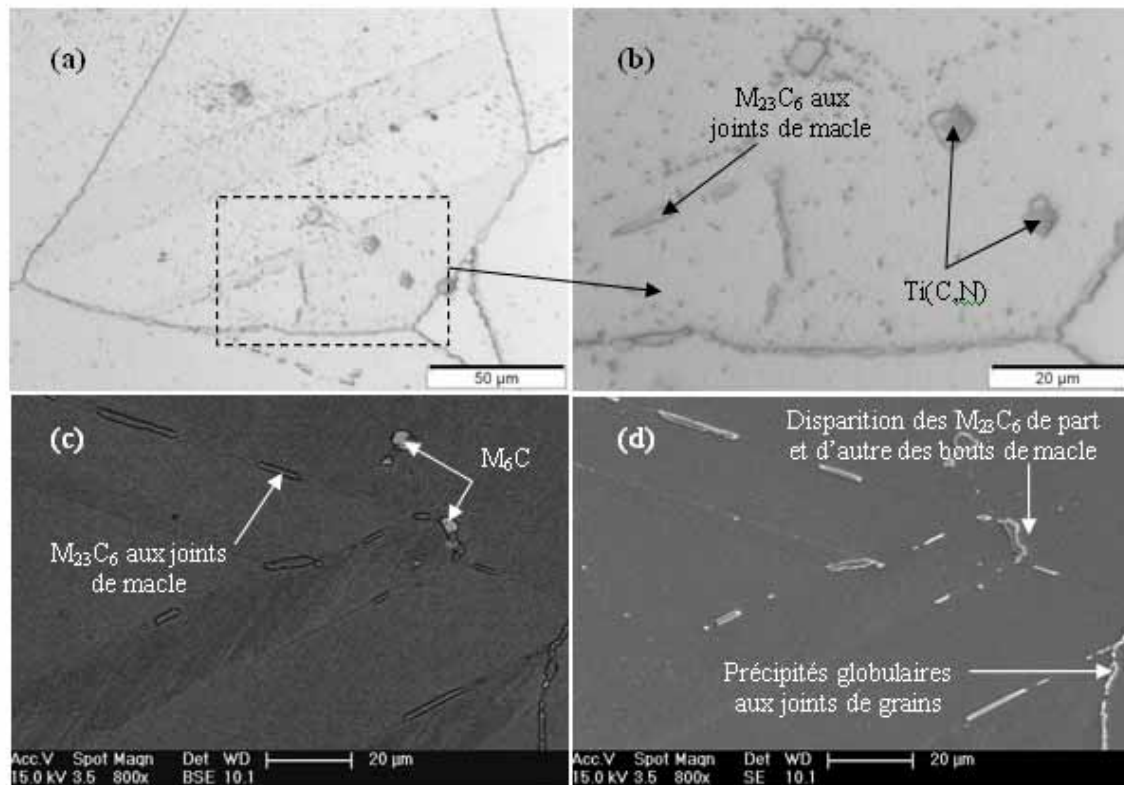 (a)
50 µm
(b)
M₂₃C₆ aux
joints de macle
Ti(C,N)
20 µm
(c)
M₆C
M₂₃C₆ aux joints
de macle
Acc.V Spot Magn Det WD 20 µm
15.0 kV 3.5 800x BSE 10.1
(d)
Disparition des M₂₃C₆ de part
et d'autre des bouts de macle
Précipités globulaires
aux joints de grains
Acc.V Spot Magn Det WD 20 µm
15.0 kV 3.5 800x SE 10.1